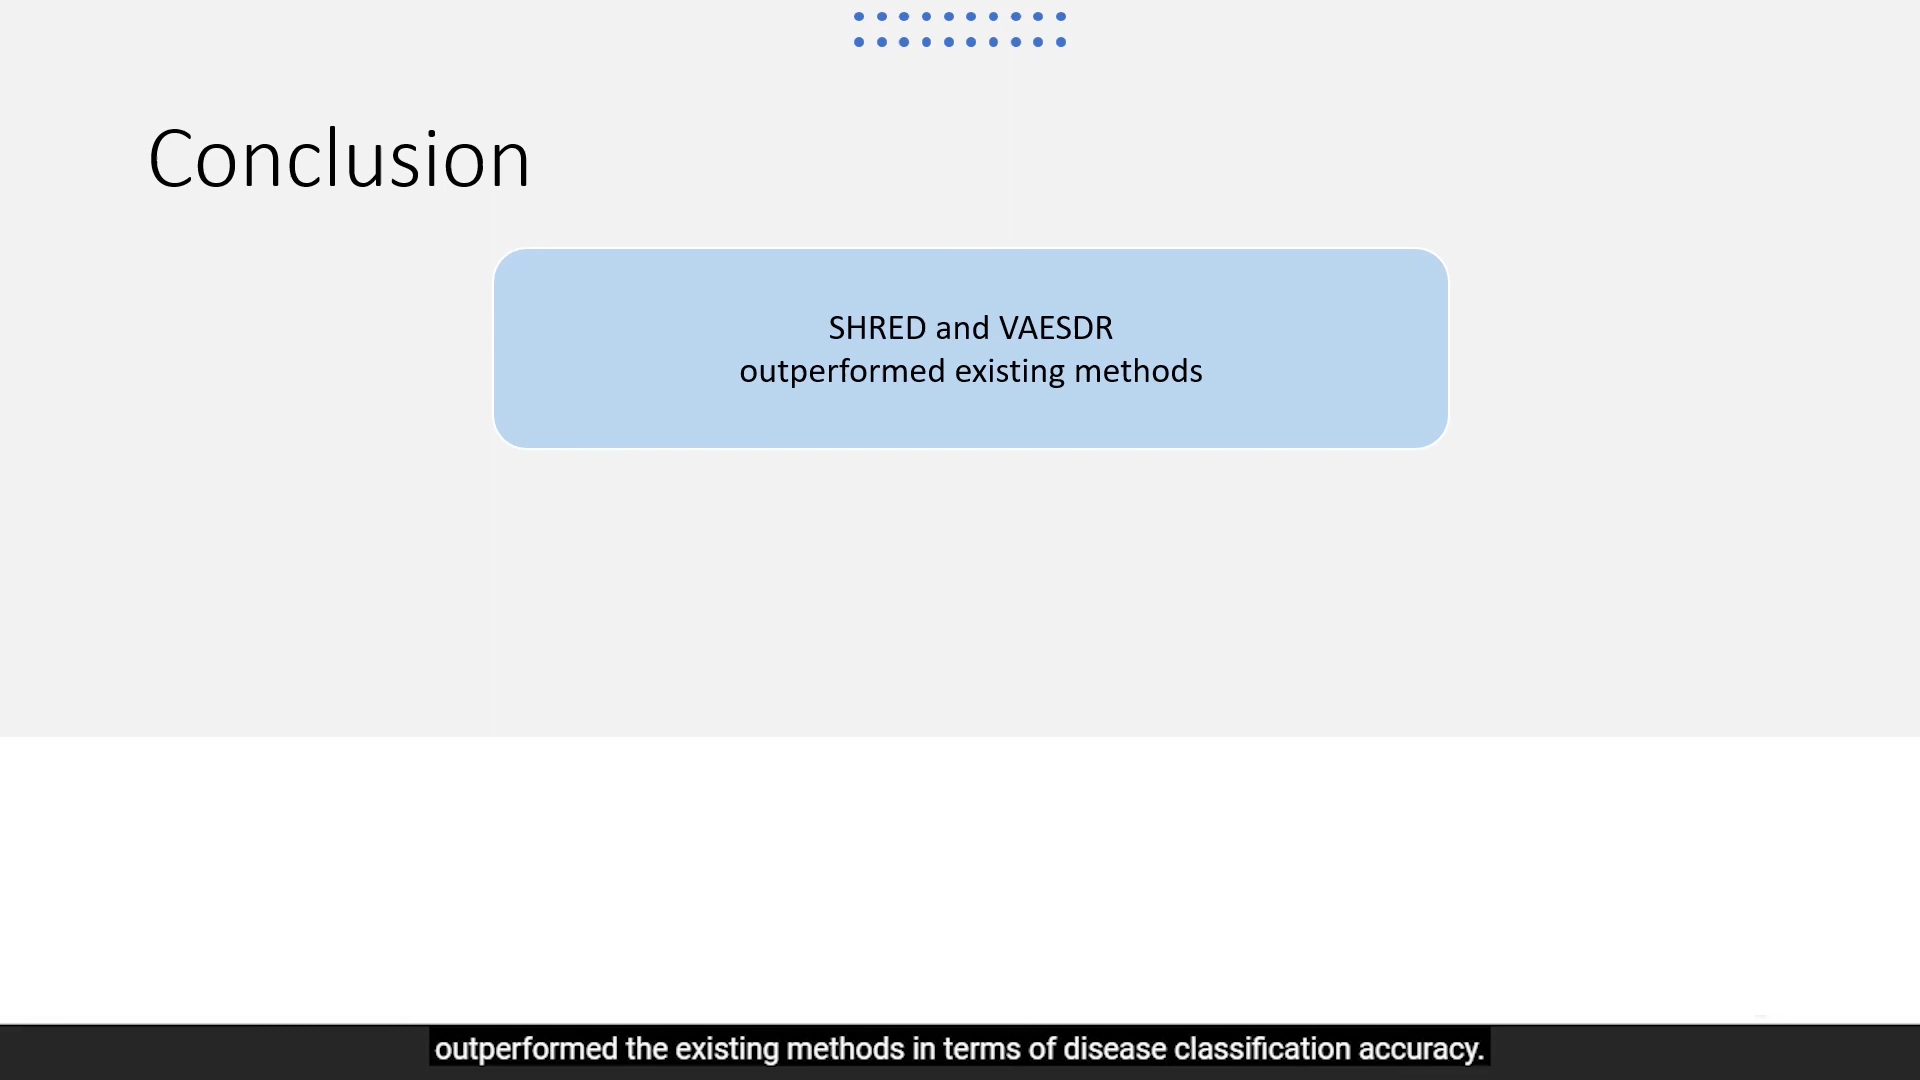 Conclusion
SHRED and VAESDR
outperformed existing methods
outperformed the existing methods in terms of disease classification accuracy.